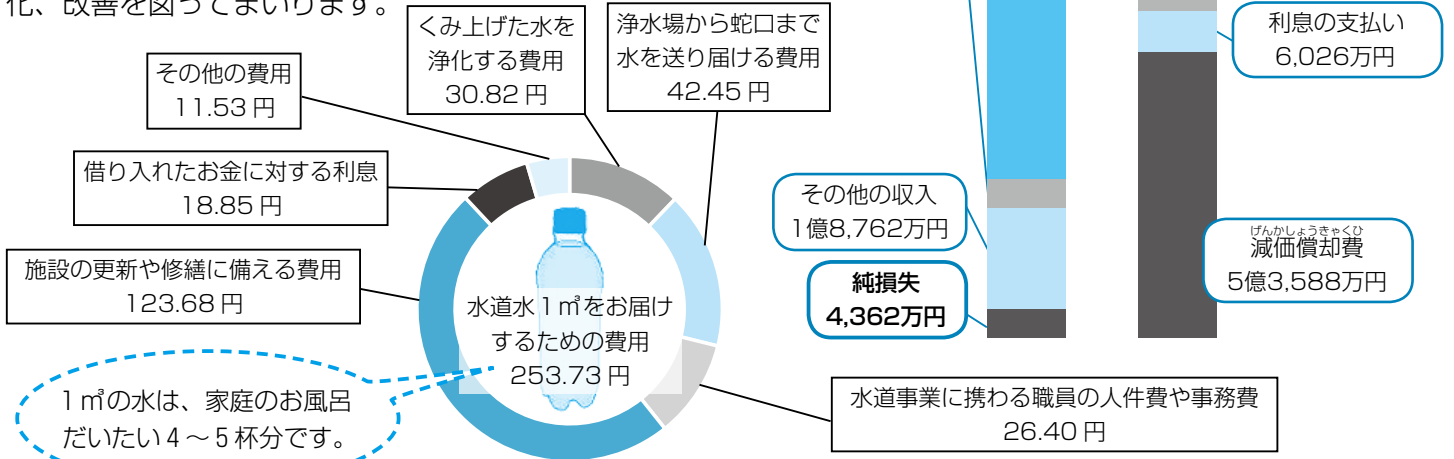 化、改善を図ってまいります。
くみ上げた水を
浄化する費用
30.82 円
浄水場から蛇口まで
水を送り届ける費用
42.45 円
利息の支払い
6,026万円
その他の費用
11.53 円
借り入れたお金に対する利息
18.85 円
その他の収入
1億8,762万円
げんかしょうきゃくひ
減価償却費
5億3,588万円
施設の更新や修繕に備える費用
123.68 円
純損失
4,362万円
水道水 1 ㎥をお届け
するための費用
253.73 円
1 ㎥の水は、家庭のお風呂
だいたい 4 ～ 5 杯分です。
水道事業に携わる職員の人件費や事務費
26.40 円